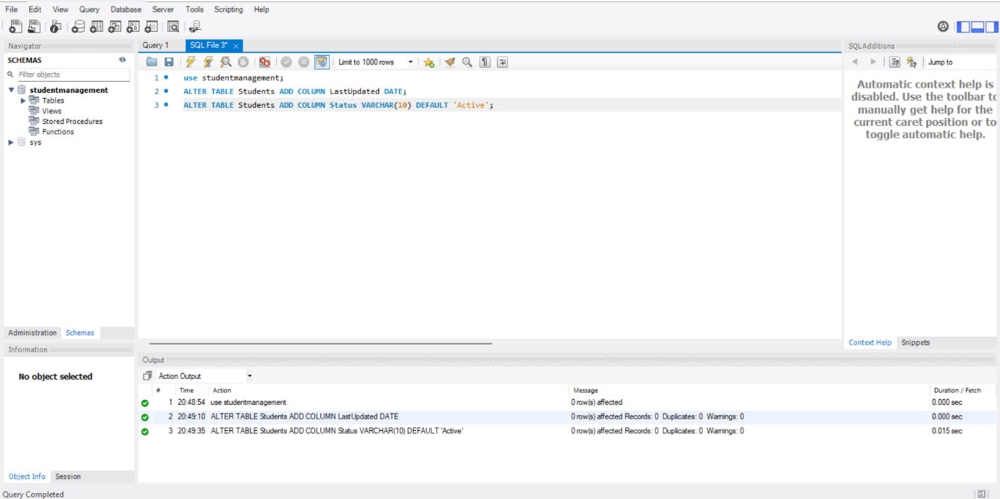 File Edit View Query Database Server Tools Scripting Help
Navigator
SCHEMAS
Filter objects
studentmanagement
Tables
Views
Stored Procedures
Functions
sys
Administration Schemas
Information
No object selected
Object Info Session
Query Completed
Query 1 SQL File 3*
Limit to 1000 rows
1 use studentmanagement;
2 ALTER TABLE Students ADD COLUMN LastUpdated DATE;
3 ALTER TABLE Students ADD COLUMN Status VARCHAR(10) DEFAULT 'Active';
SQLAdditions
Jump to
Automatic context help is
disabled. Use the toolbar to
manually get help for the
current caret position or to
toggle automatic help.
Context Help Snippets
Output
Action Output
# Time Action Message Duration / Fetch
1 20:48:54 use studentmanagement 0 row(s) affected 0.000 sec
2 20:49:10 ALTER TABLE Students ADD COLUMN LastUpdated DATE 0 row(s) affected Records: 0 Duplicates: 0 Warnings: 0 0.000 sec
3 20:49:35 ALTER TABLE Students ADD COLUMN Status VARCHAR(10) DEFAULT 'Active' 0 row(s) affected Records: 0 Duplicates: 0 Warnings: 0 0.015 sec